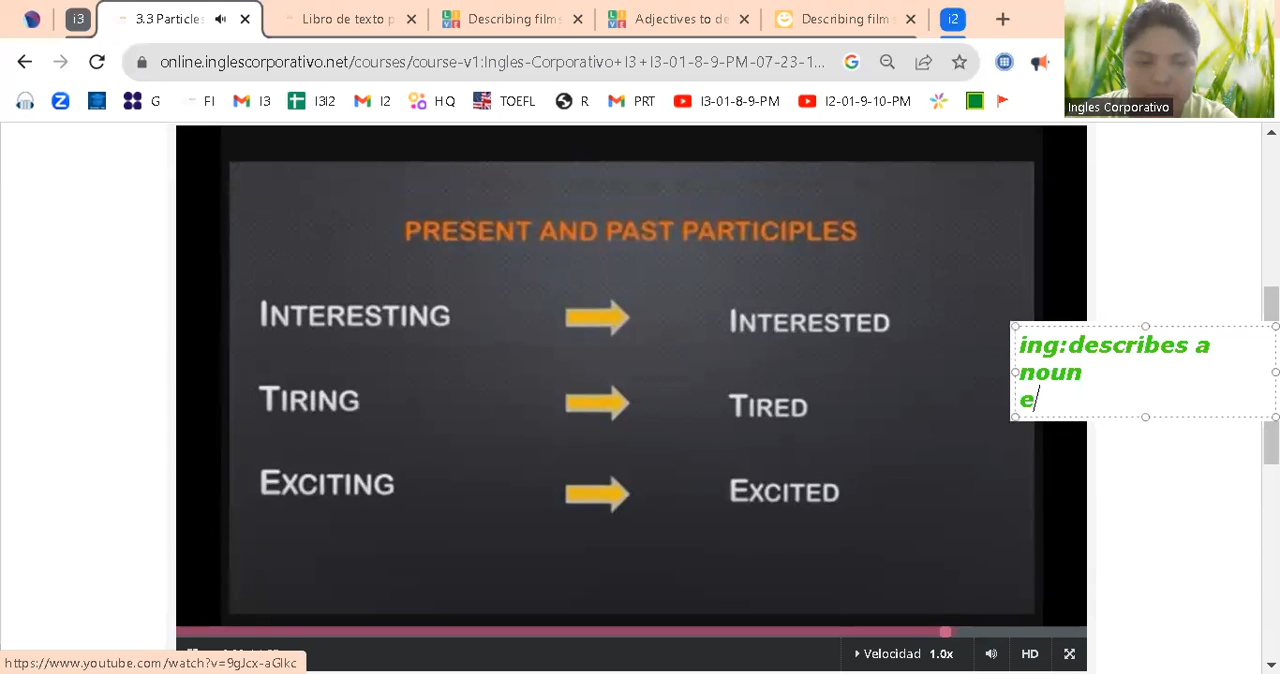 i3
3.3 Particles
Libro de texto p
Describing films
Adjectives to de
Describing film
i2
online.inglescorporativo.net/courses/course-v1:Ingles-Corporativo+I3+I3-01-8-9-PM-07-23-1...
G
FI
I3
I3I2
I2
HQ
TOEFL
R
PRT
I3-01-8-9-PM
I2-01-9-10-PM
Ingles Corporativo
PRESENT AND PAST PARTICIPLES
INTERESTING
INTERESTED
TIRING
TIRED
EXCITING
EXCITED
ing:describes a
noun
e
Velocidad 1.0x
HD
https://www.youtube.com/watch?v=9gJcx-aGlkc